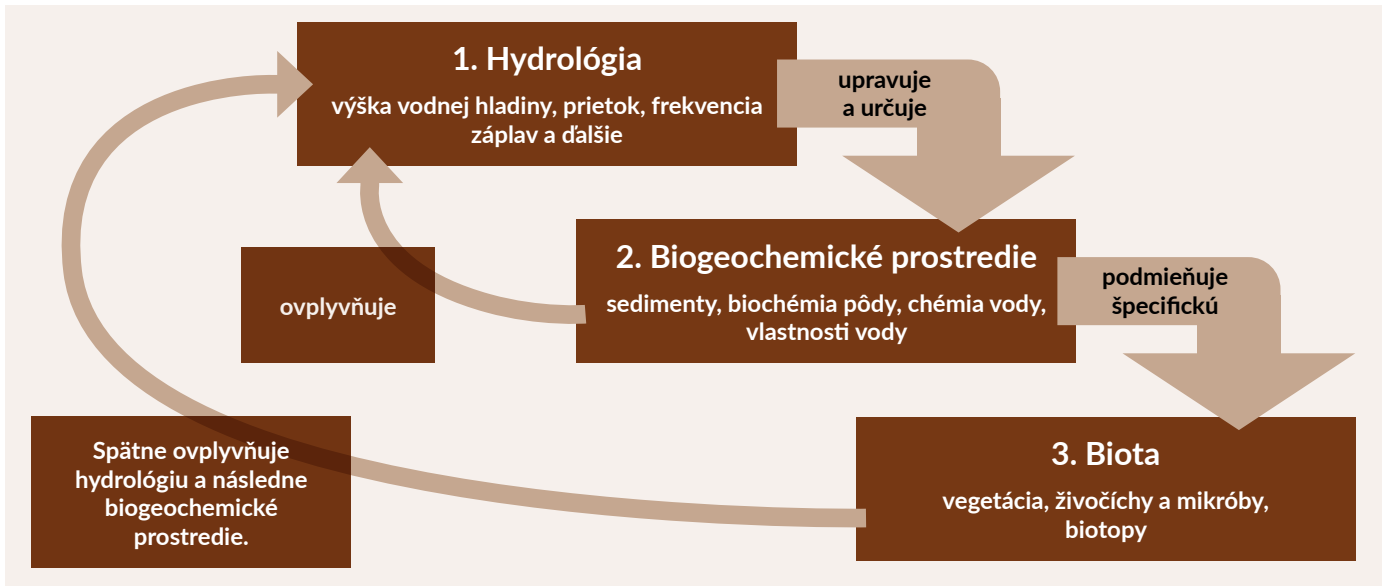 1. Hydrológia
výška vodnej hladiny, prietok, frekvencia
záplav a ďalšie
upravuje
a určuje
2. Biogeochemické prostredie
sedimenty, biochémia pôdy, chémia vody,
vlastnosti vody
podmieňuje
špecifickú
ovplyvňuje
3. Biota
vegetácia, živočíchy a mikróby,
biotopy
Spätne ovplyvňuje
hydrológiu a následne
biogeochemické
prostredie.